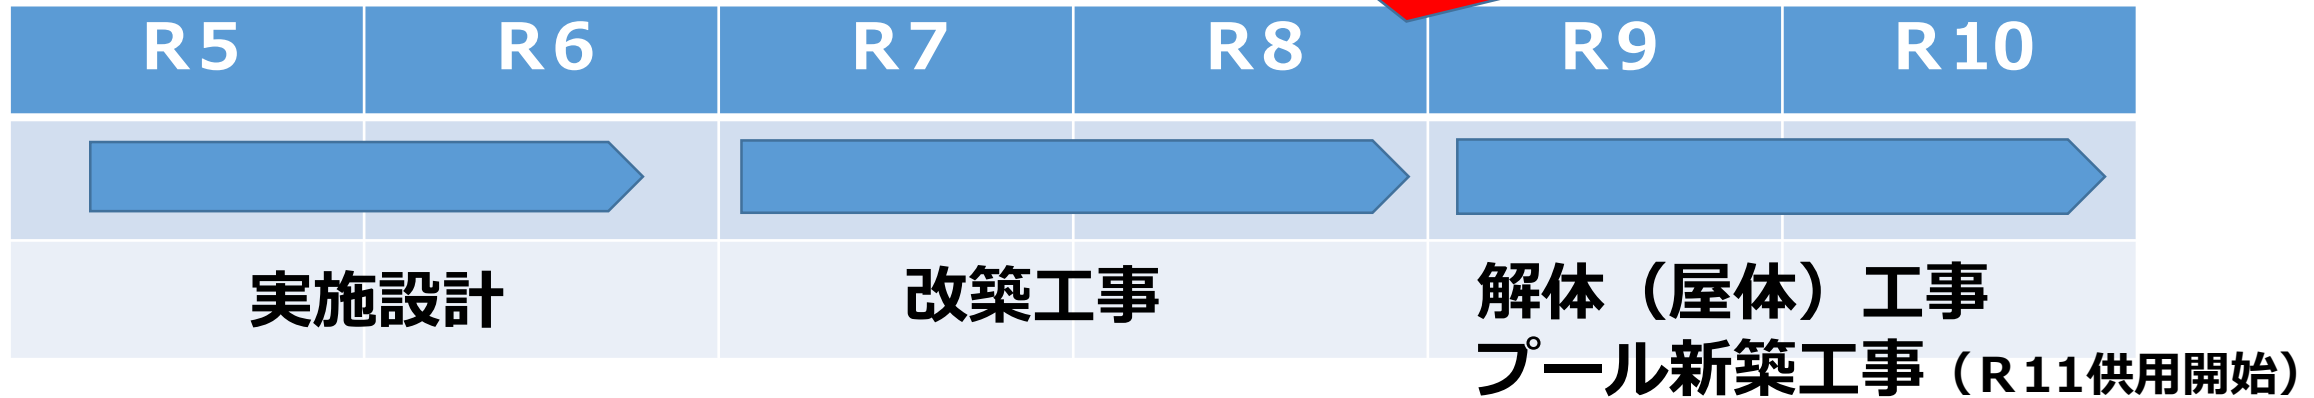 R5 R6 R7 R8 R9 R10
実施設計 改築工事 解体（屋体）工事
プール新築工事（R11供用開始）